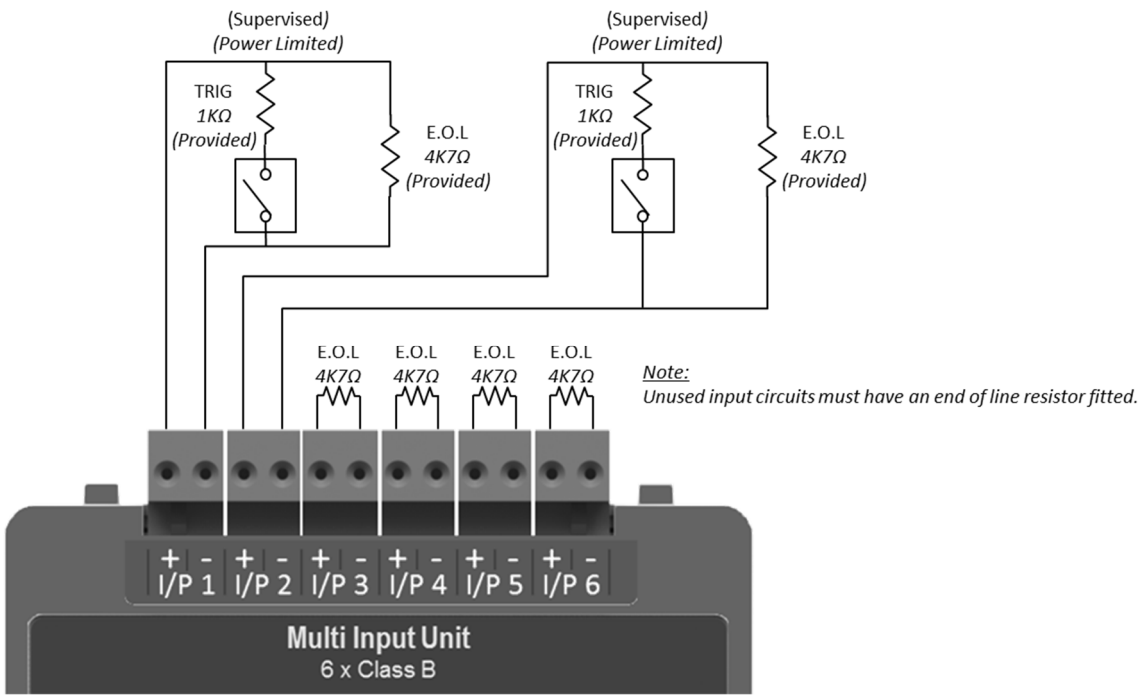 (Supervised)
(Power Limited)
TRIG
1KΩ
(Provided)
E.O.L
4K7Ω
(Provided)
(Supervised)
(Power Limited)
TRIG
1KΩ
(Provided)
E.O.L
4K7Ω
(Provided)
E.O.L
4K7Ω
E.O.L
4K7Ω
E.O.L
4K7Ω
E.O.L
4K7Ω
Note:
Unused input circuits must have an end of line resistor fitted.
+ - + - + - + - + - + -
I/P 1 I/P 2 I/P 3 I/P 4 I/P 5 I/P 6
Multi Input Unit
6 x Class B